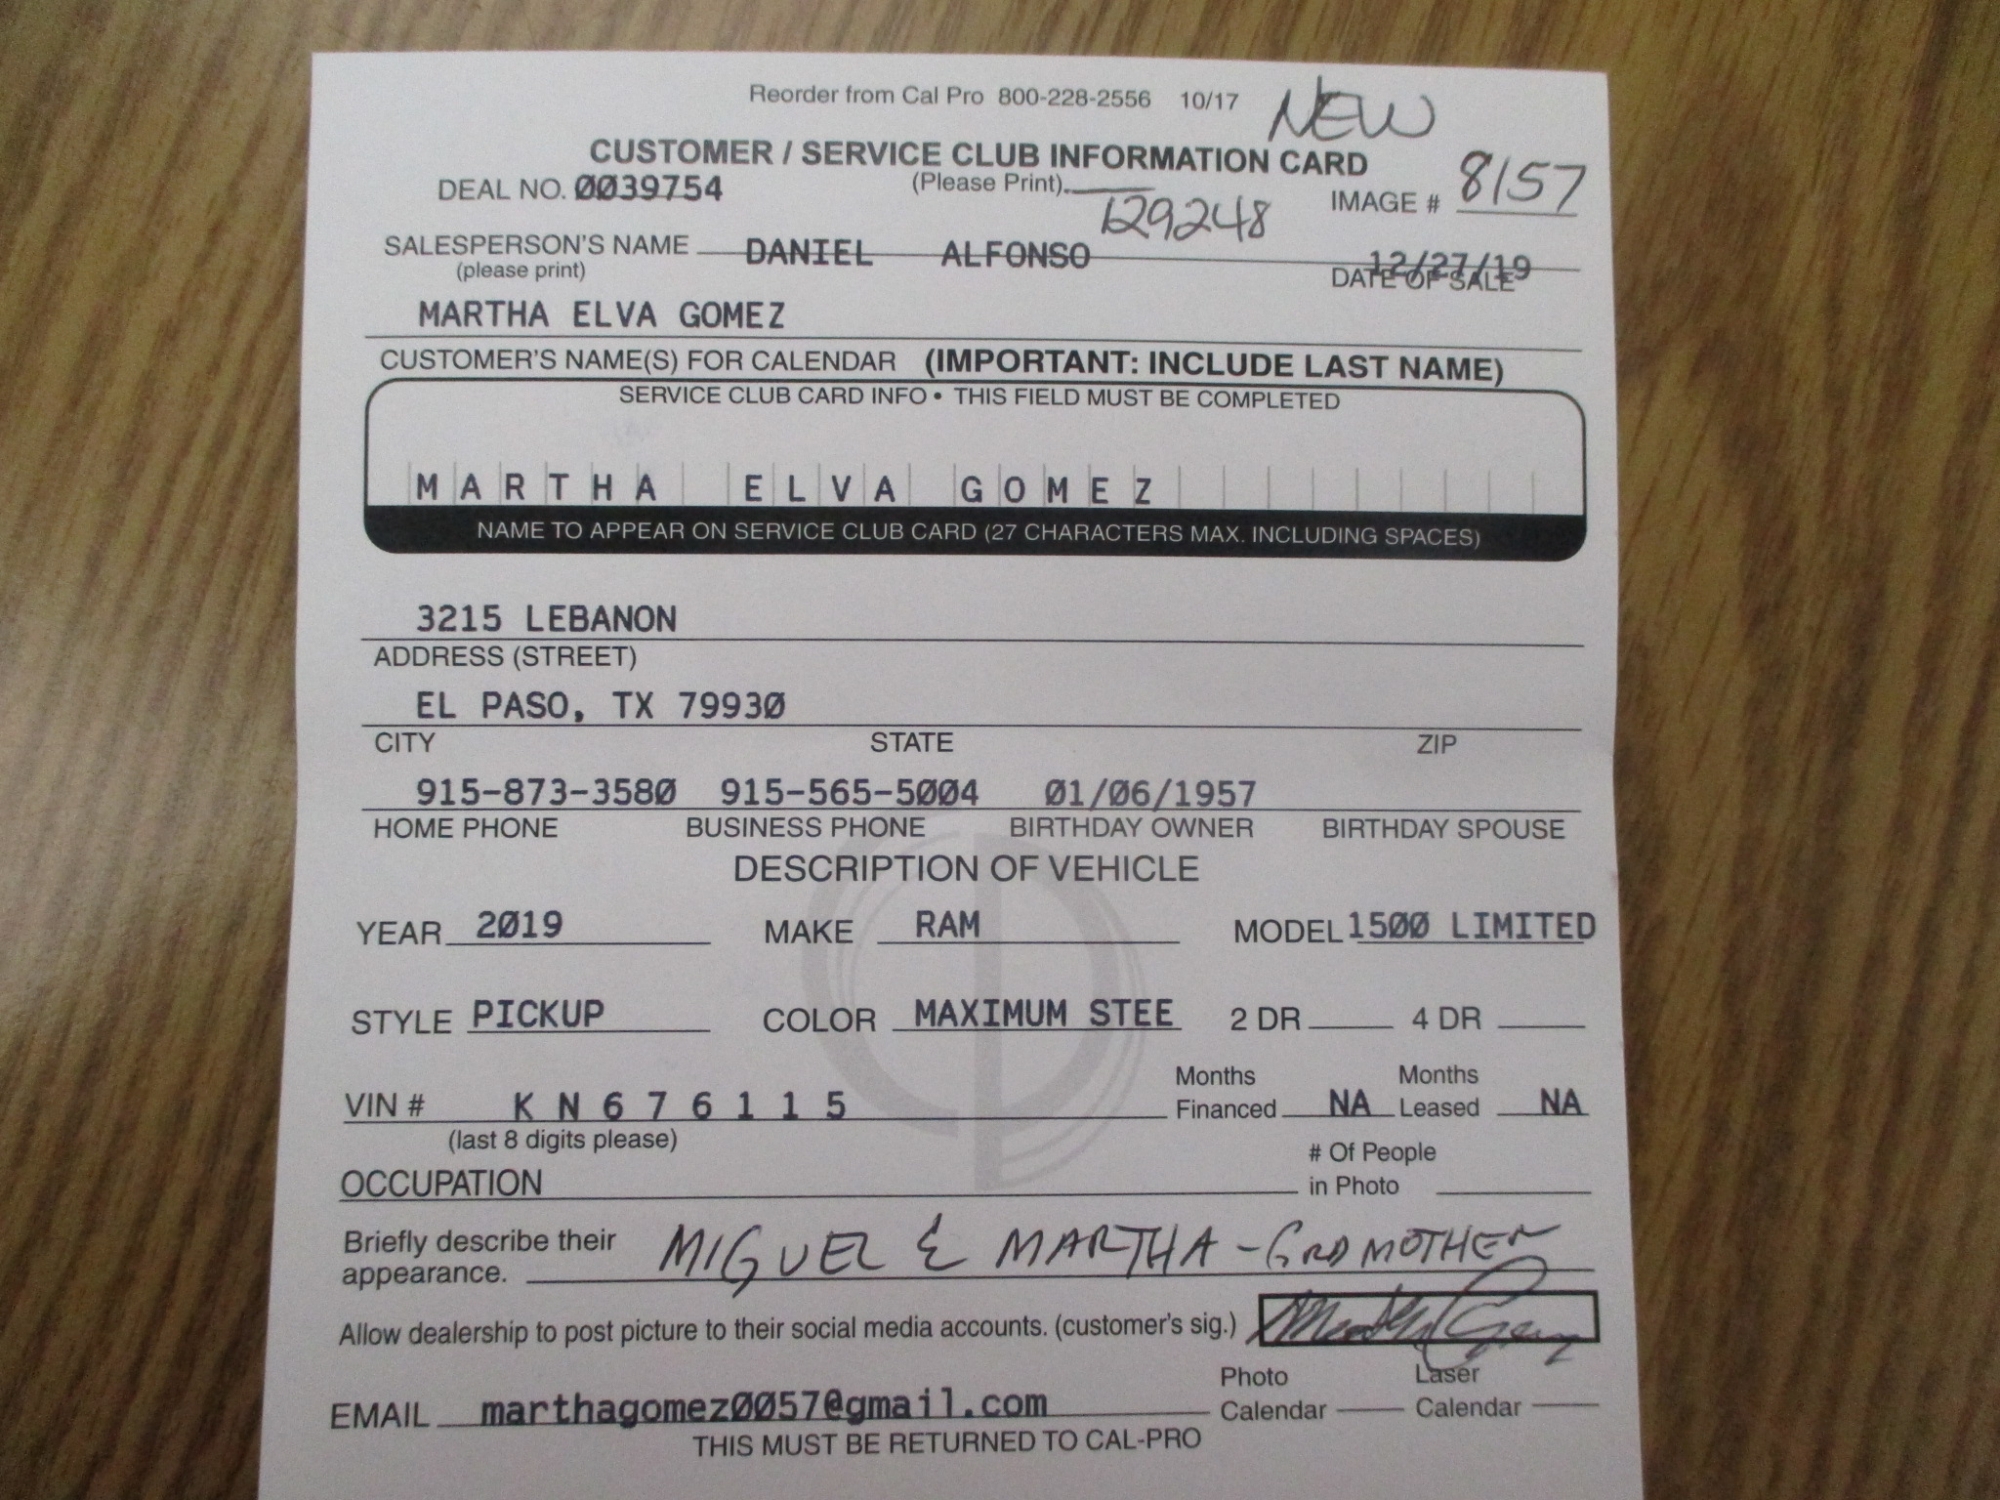 Reorder from Cal Pro 800-228-2556 10/17 NEW
CUSTOMER / SERVICE CLUB INFORMATION CARD
DEAL NO. 0039754 (Please Print) IMAGE # 8157
129248
SALESPERSON'S NAME DANIEL ALFONSO 12/27/19
(please print) DATE OF SALE
MARTHA ELVA GOMEZ
CUSTOMER'S NAME(S) FOR CALENDAR (IMPORTANT: INCLUDE LAST NAME)
SERVICE CLUB CARD INFO • THIS FIELD MUST BE COMPLETED
MARTHA ELVA GOMEZ
NAME TO APPEAR ON SERVICE CLUB CARD (27 CHARACTERS MAX. INCLUDING SPACES)
3215 LEBANON
ADDRESS (STREET)
EL PASO, TX 79930
CITY STATE ZIP
915-873-3580 915-565-5004 01/06/1957
HOME PHONE BUSINESS PHONE BIRTHDAY OWNER BIRTHDAY SPOUSE
DESCRIPTION OF VEHICLE
YEAR 2019 MAKE RAM MODEL 1500 LIMITED
STYLE PICKUP COLOR MAXIMUM STEE 2 DR 4 DR
Months Months
VIN # KN676115 Financed NA Leased NA
(last 8 digits please)
# Of People
OCCUPATION in Photo
Briefly describe their MIGUEL & MARTHA - GRDMOTHER
appearance.
Allow dealership to post picture to their social media accounts. (customer's sig.)
Photo Laser
EMAIL marthagomez0057@gmail.com Calendar Calendar
THIS MUST BE RETURNED TO CAL-PRO